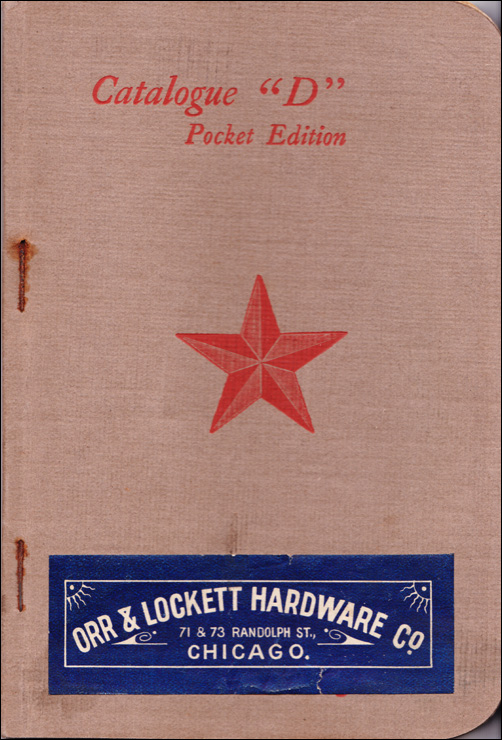 Catalogue “D”
Pocket Edition
ORR & LOCKETT HARDWARE CO
71 & 73 RANDOLPH ST.,
CHICAGO.